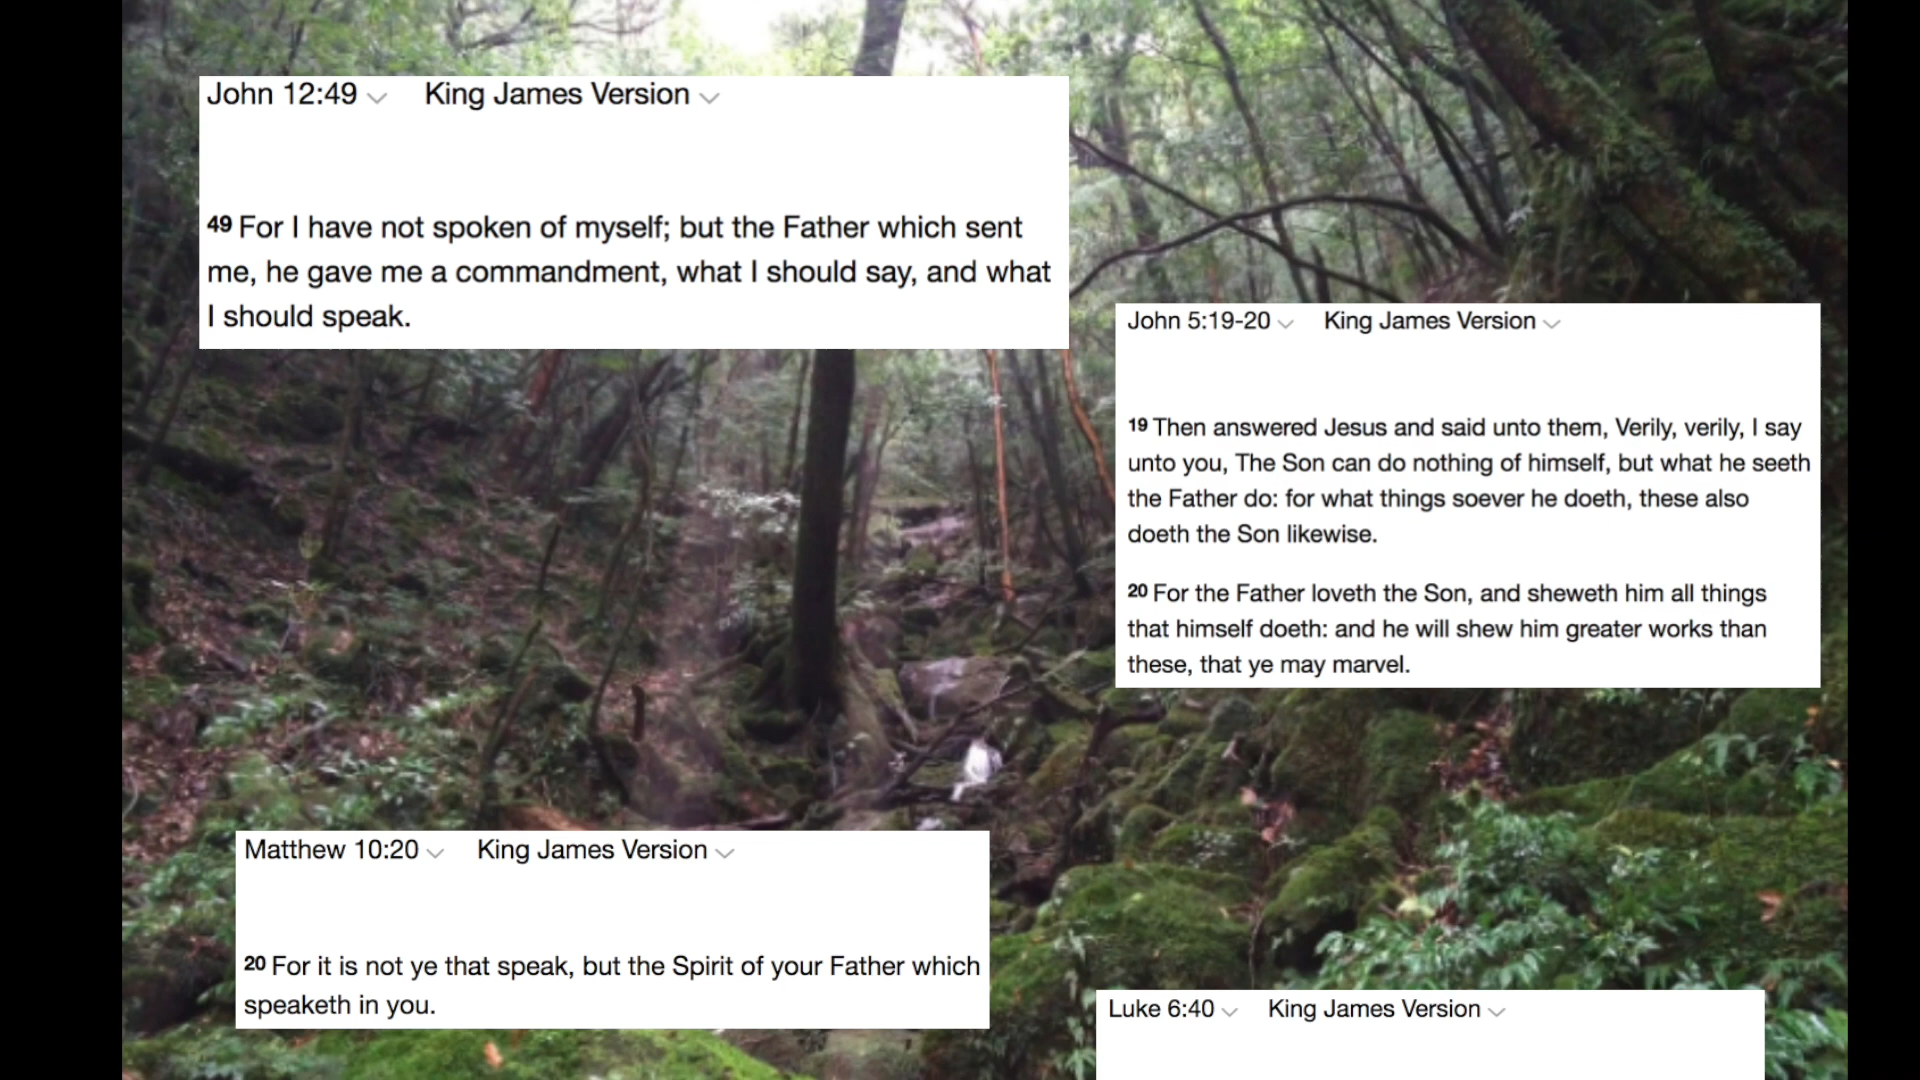 John 12:49 King James Version
49 For I have not spoken of myself; but the Father which sent
me, he gave me a commandment, what I should say, and what
I should speak.
John 5:19-20 King James Version
19 Then answered Jesus and said unto them, Verily, verily, I say
unto you, The Son can do nothing of himself, but what he seeth
the Father do: for what things soever he doeth, these also
doeth the Son likewise.
20 For the Father loveth the Son, and sheweth him all things
that himself doeth: and he will shew him greater works than
these, that ye may marvel.
Matthew 10:20 King James Version
20 For it is not ye that speak, but the Spirit of your Father which
speaketh in you.
Luke 6:40 King James Version